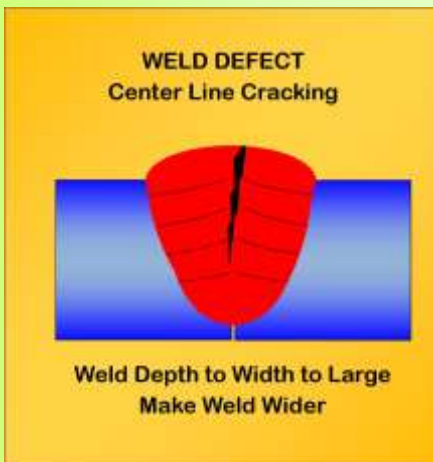 WELD DEFECT
Center Line Cracking
Weld Depth to Width to Large
Make Weld Wider